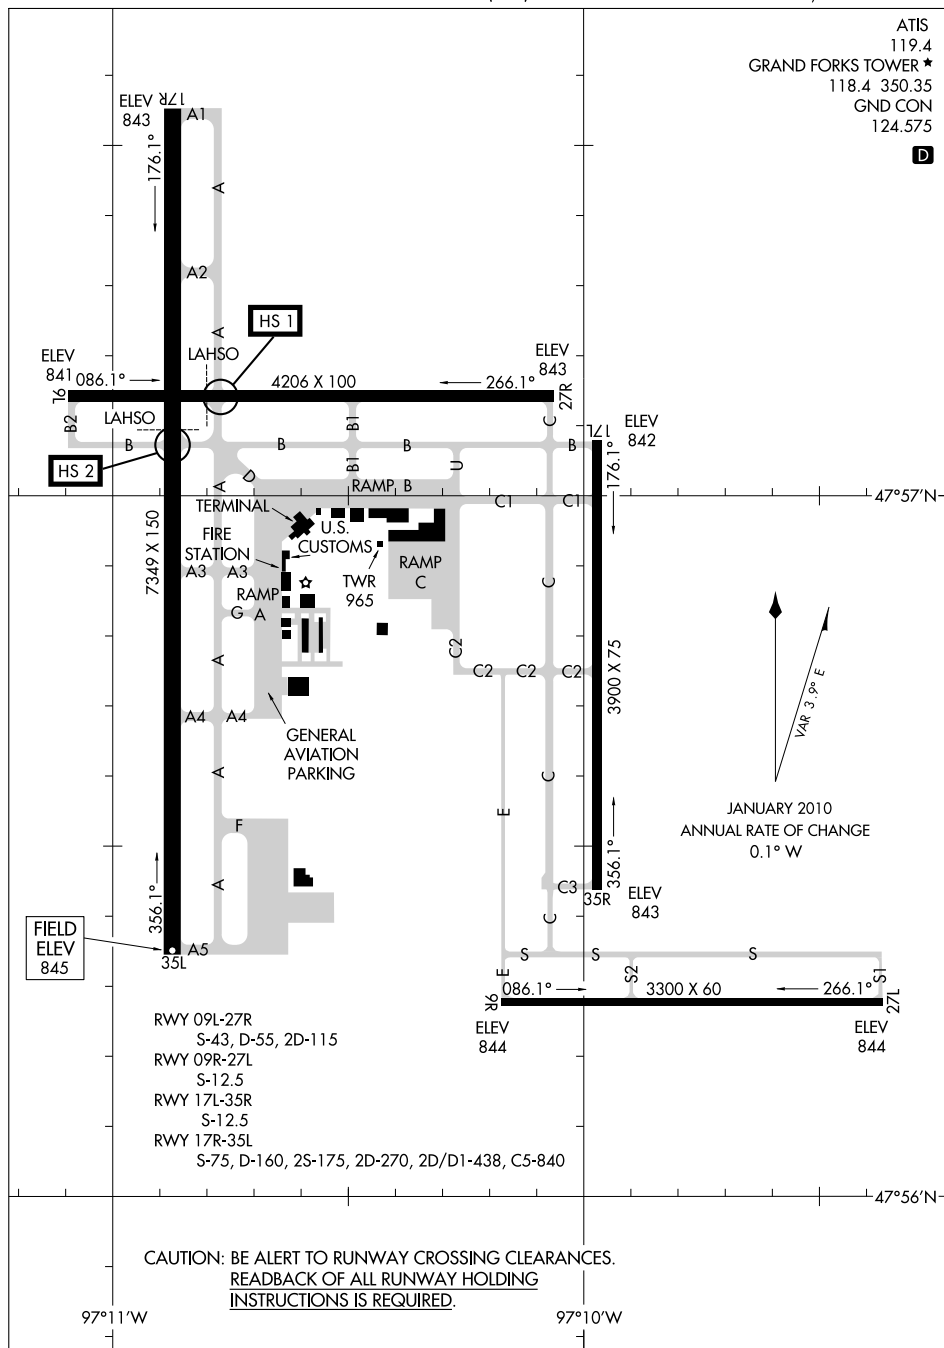 ATIS
119.4
GRAND FORKS TOWER ★
118.4 350.35
GND CON
124.575
D
17R
ELEV
843
A1
176.1°
A
A2
HS 1
A
LAHSO
ELEV
841
086.1°
4206 X 100
266.1°
ELEV
843
9L
27R
B2
LAHSO
B1
C
17L
ELEV
842
B
B
B
B
HS 2
D
B1
U
176.1°
A
RAMP B
C1
C1
47°57'N
TERMINAL
U.S.
CUSTOMS
FIRE
STATION
7349 X 150
A3
A3
RAMP
A
TWR
965
RAMP
C
C
G
C2
A
C2
C2
C2
3900 X 75
VAR 3.9° E
A4
A4
GENERAL
AVIATION
PARKING
A
C
JANUARY 2010
ANNUAL RATE OF CHANGE
0.1° W
E
F
356.1°
356.1°
A
C3
35R
ELEV
843
C
FIELD
ELEV
845
A5
35L
S
S
S
E
S2
S1
9R
086.1°
3300 X 60
266.1°
27L
ELEV
844
ELEV
844
RWY 09L-27R
S-43, D-55, 2D-115
RWY 09R-27L
S-12.5
RWY 17L-35R
S-12.5
RWY 17R-35L
S-75, D-160, 2S-175, 2D-270, 2D/D1-438, C5-840
47°56'N
CAUTION: BE ALERT TO RUNWAY CROSSING CLEARANCES.
READBACK OF ALL RUNWAY HOLDING
INSTRUCTIONS IS REQUIRED.
97°11'W
97°10'W